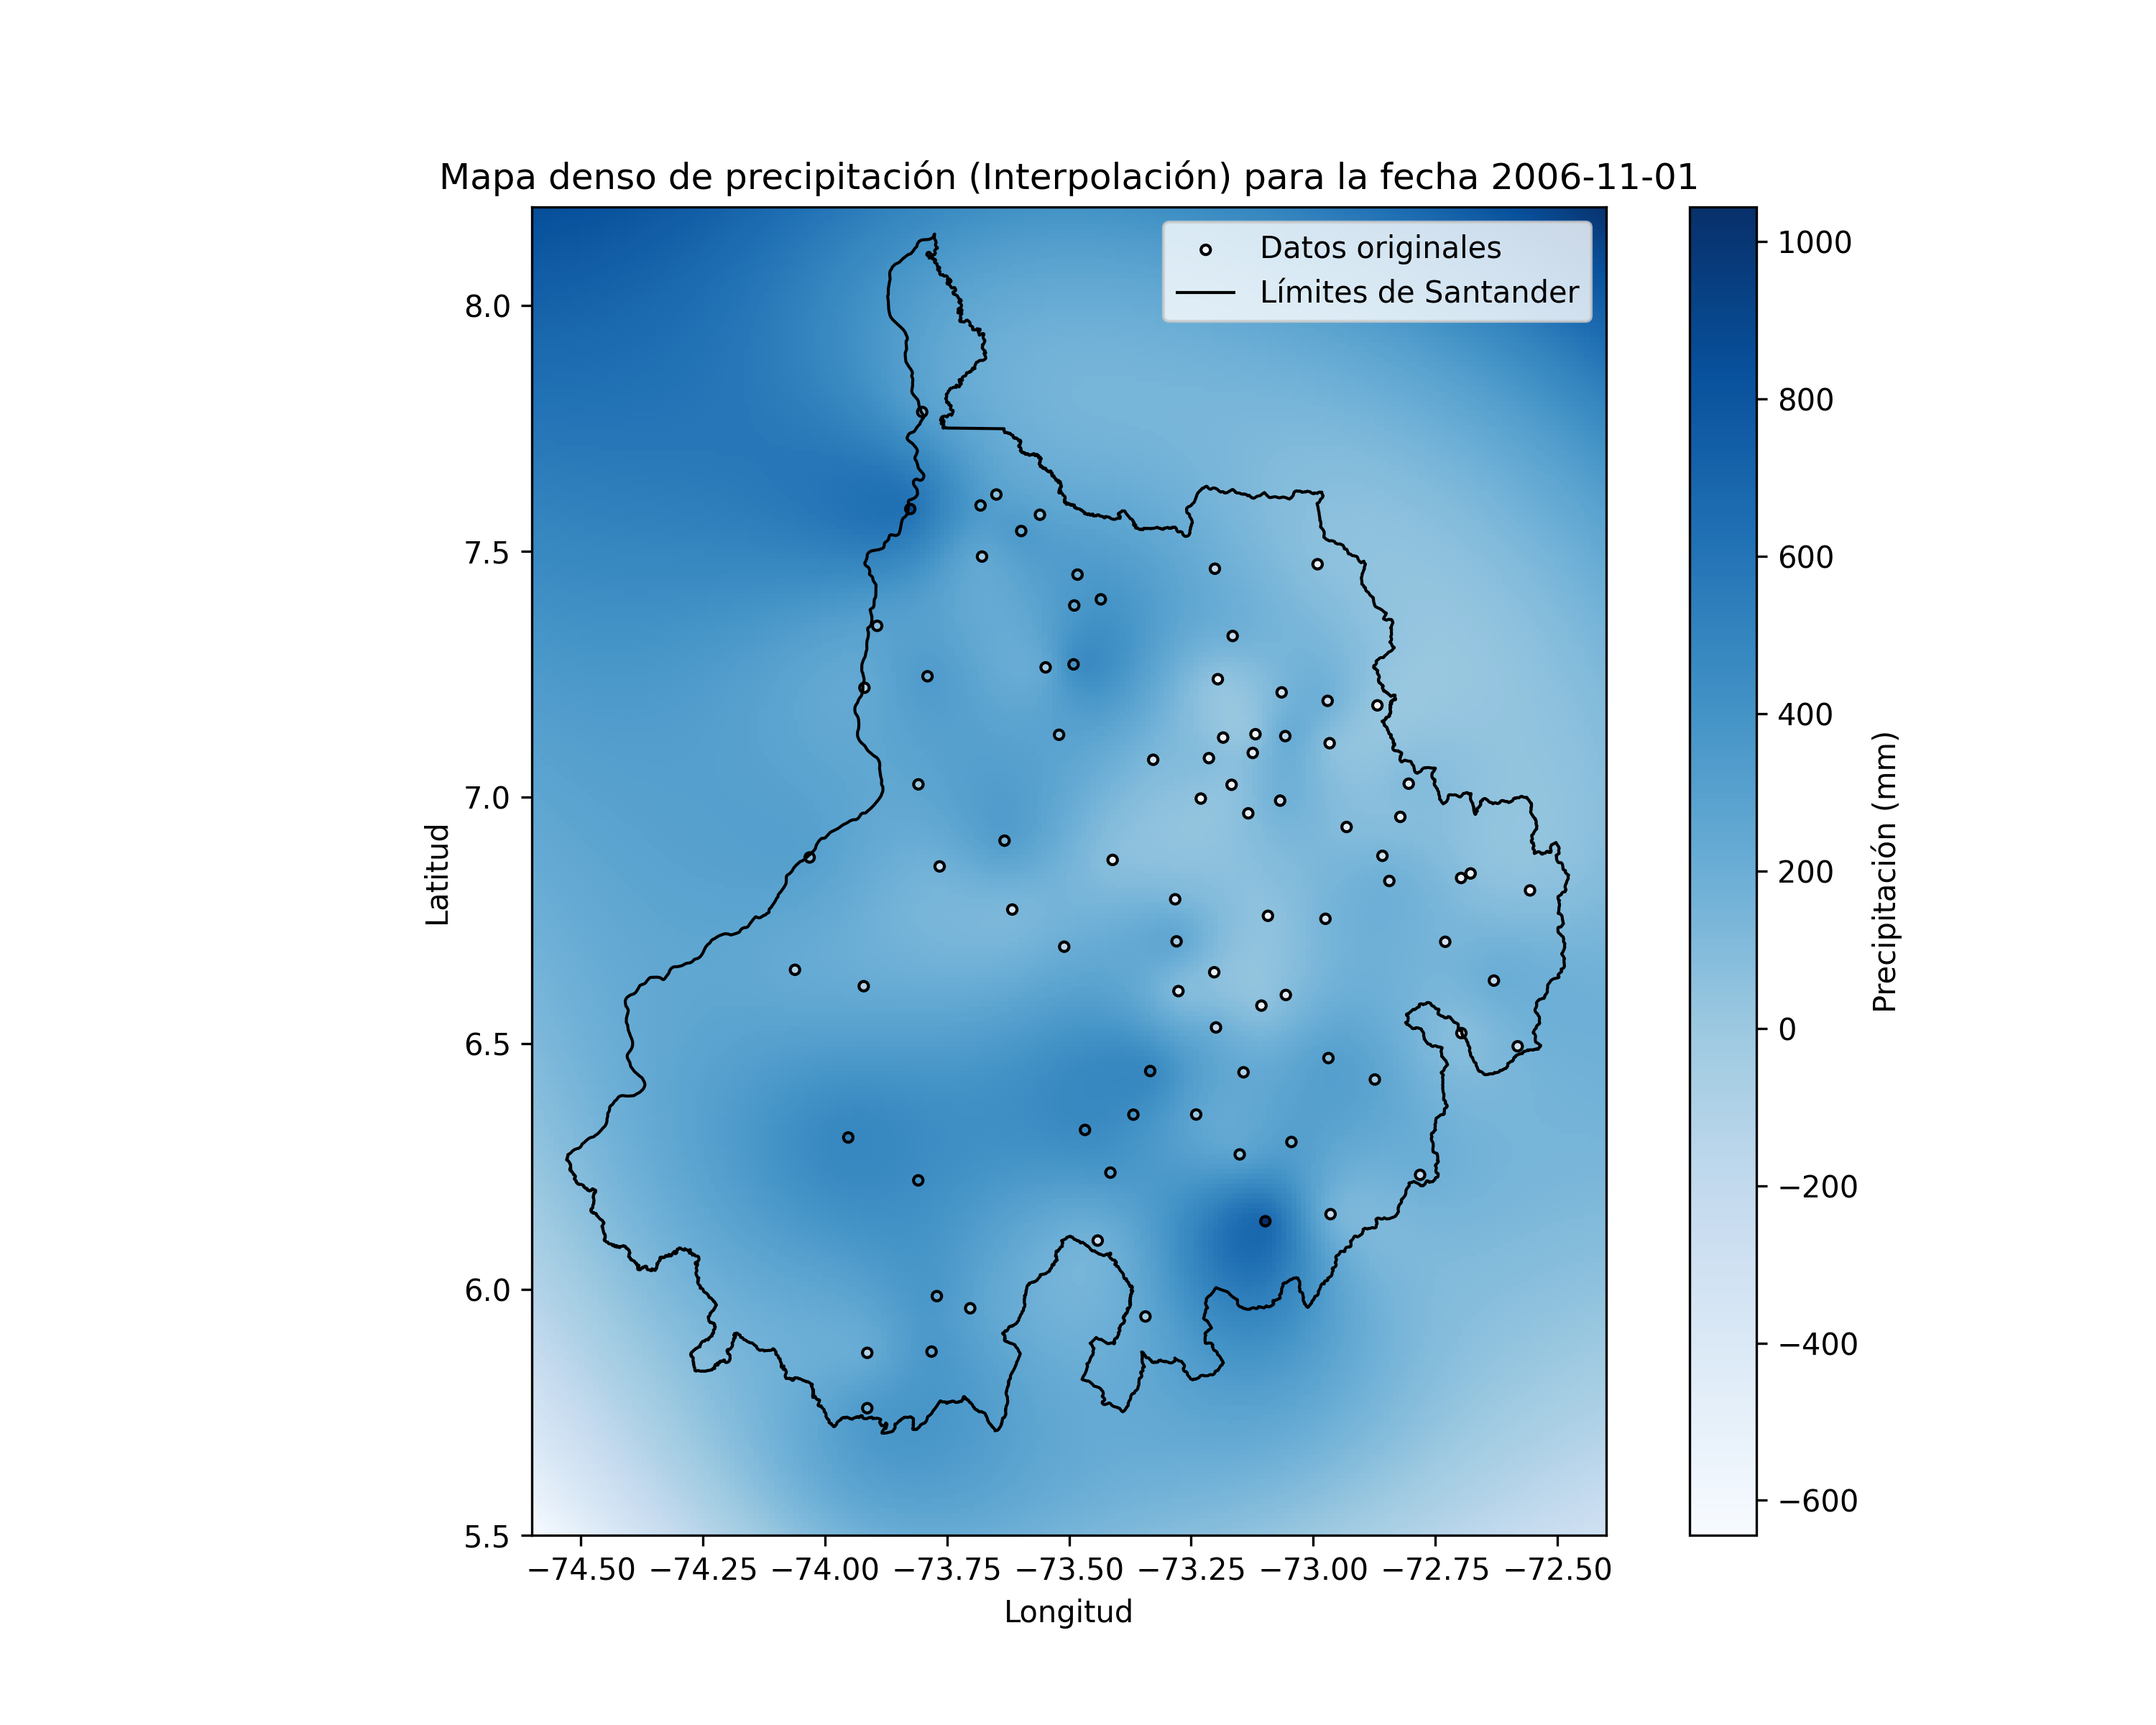 Mapa denso de precipitación (Interpolación) para la fecha 2006-11-01
Datos originales
Límites de Santander
8.0
7.5
7.0
6.5
6.0
5.5
Latitud
−74.50 −74.25 −74.00 −73.75 −73.50 −73.25 −73.00 −72.75 −72.50
Longitud
1000
800
600
400
200
0
−200
−400
−600
Precipitación (mm)